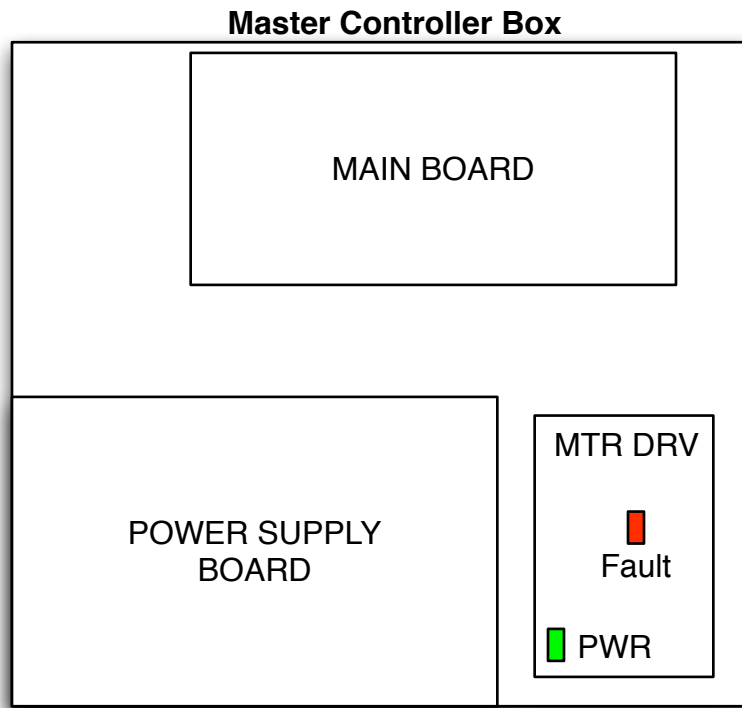 Master Controller Box
MAIN BOARD
POWER SUPPLY
BOARD
MTR DRV
Fault
PWR